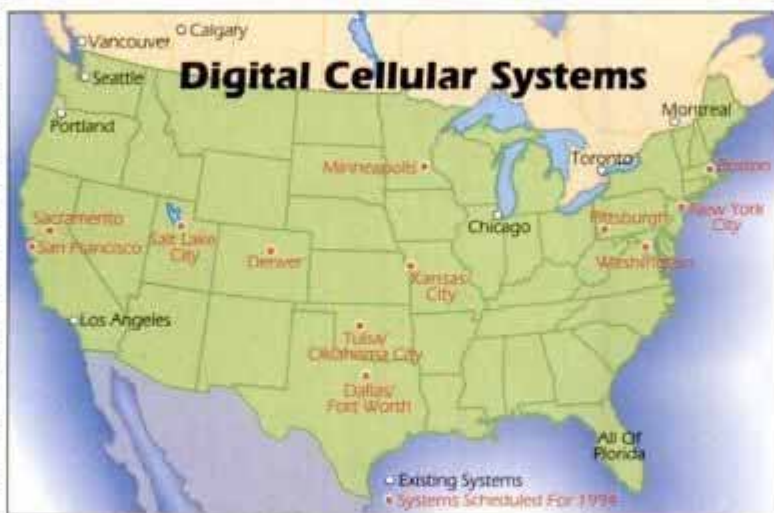 Calgary
Vancouver
Seattle
Digital Cellular Systems
Portland
Montreal
Minneapolis
Toronto
Boston
Sacramento
San Francisco
Salt Lake
City
Denver
Chicago
Pittsburgh
New York
City
Washington
Kansas
City
Los Angeles
Tulsa/
Oklahoma City
Dallas/
Fort Worth
All Of
Florida
Existing Systems
Systems Scheduled For 1994